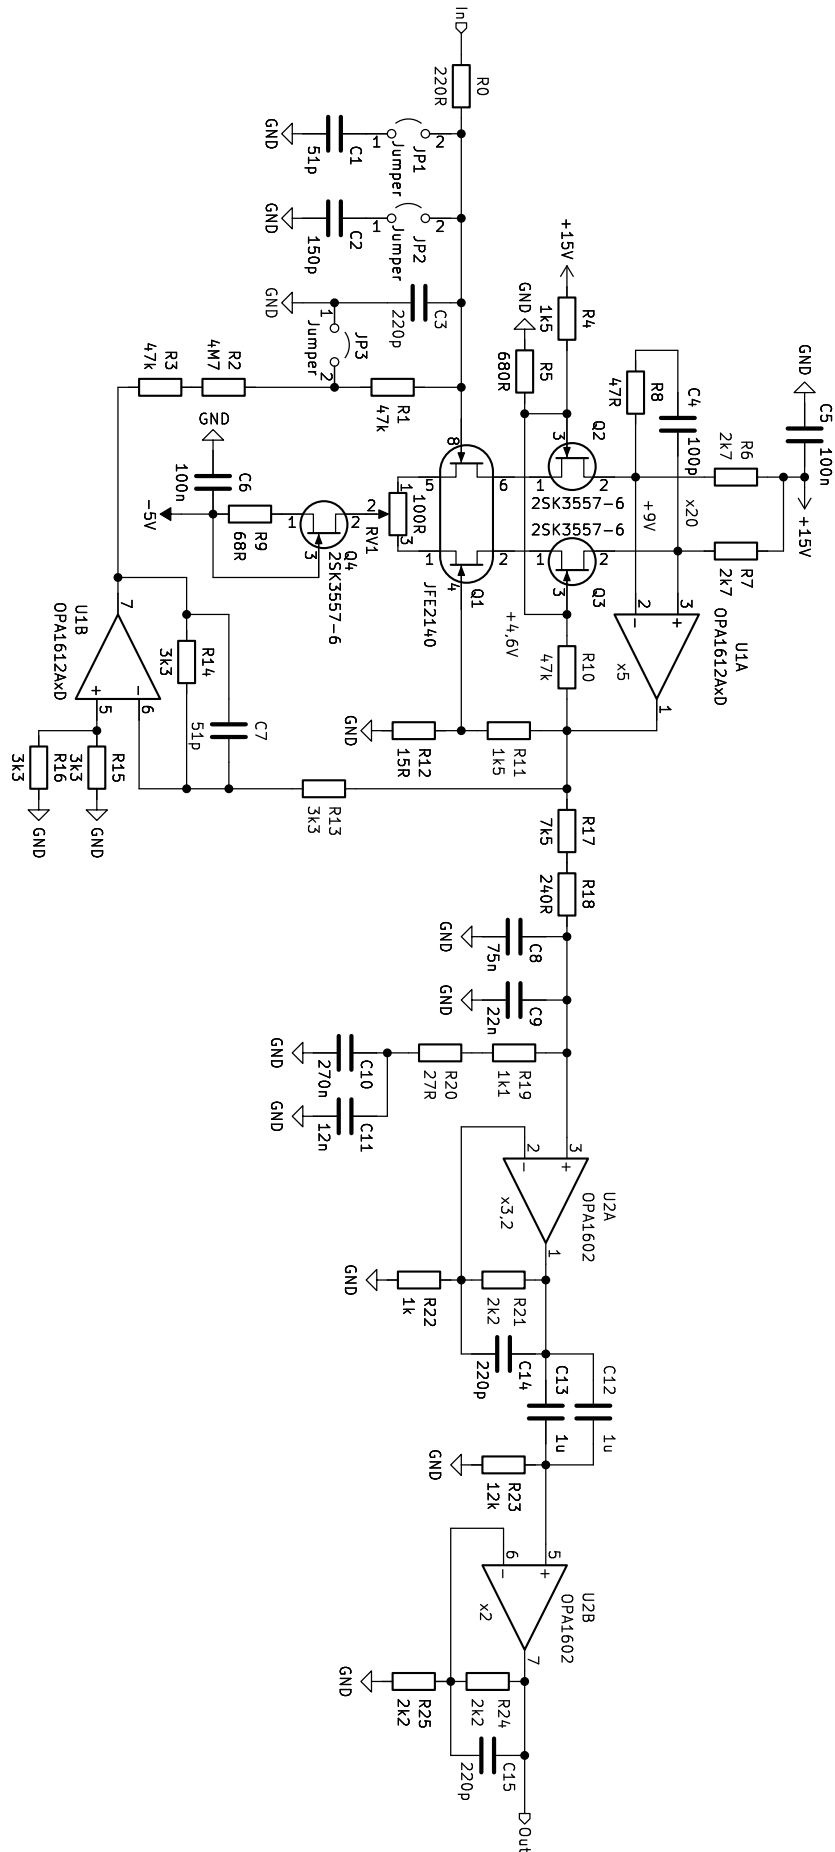 In
R0
220R
GND
51p
C1
1
JP1
Jumper
2
GND
150p
C2
1
JP2
Jumper
2
GND
220p
C3
1
JP3
Jumper
2
47k
R3
4M7
R2
47k
R1
+15V
1k5
R4
GND
680R
R5
47R
R8
C4
100p
GND
C5
100n
+15V
2k7
R6
2k7
R7
GND
100n
C6
-5V
68R
R9
1
2
3
Q4
2SK3557-6
2
RV1
1
100R
3
8
5
6
1
2
4
Q1
JFE2140
3
1
2
Q2
2SK3557-6
2SK3557-6
1
2
3
Q3
+9V
x20
+4,6V
2
-
3
+
x5
1
U1A
OPA1612AxD
7
U1B
OPA1612AxD
+
5
-
6
3k3
R14
51p
C7
3k3
R16
3k3
R15
GND
GND
47k
R10
GND
15R
R12
1k5
R11
3k3
R13
7k5
R17
240R
R18
GND
75n
C8
GND
22n
C9
GND
270n
C10
27R
R20
1k1
R19
GND
12n
C11
2
-
3
+
x3,2
1
U2A
OPA1602
GND
1k
R22
2k2
R21
220p
C14
C13
1u
C12
1u
GND
12k
R23
6
-
5
+
x2
7
U2B
OPA1602
GND
2k2
R25
2k2
R24
220p
C15
Out